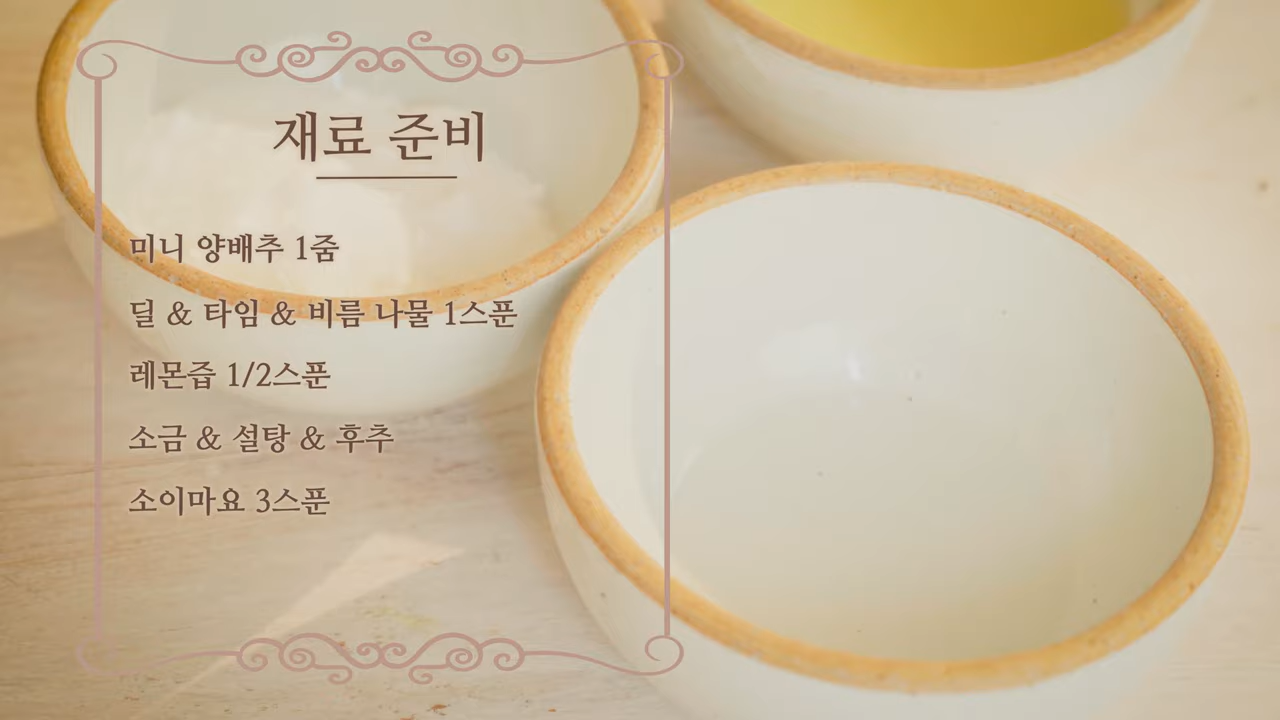 재료 준비
미니 양배추 1줌
딜 & 타임 & 비름 나물 1스푼
레몬즙 1/2스푼
소금 & 설탕 & 후추
소이마요 3스푼